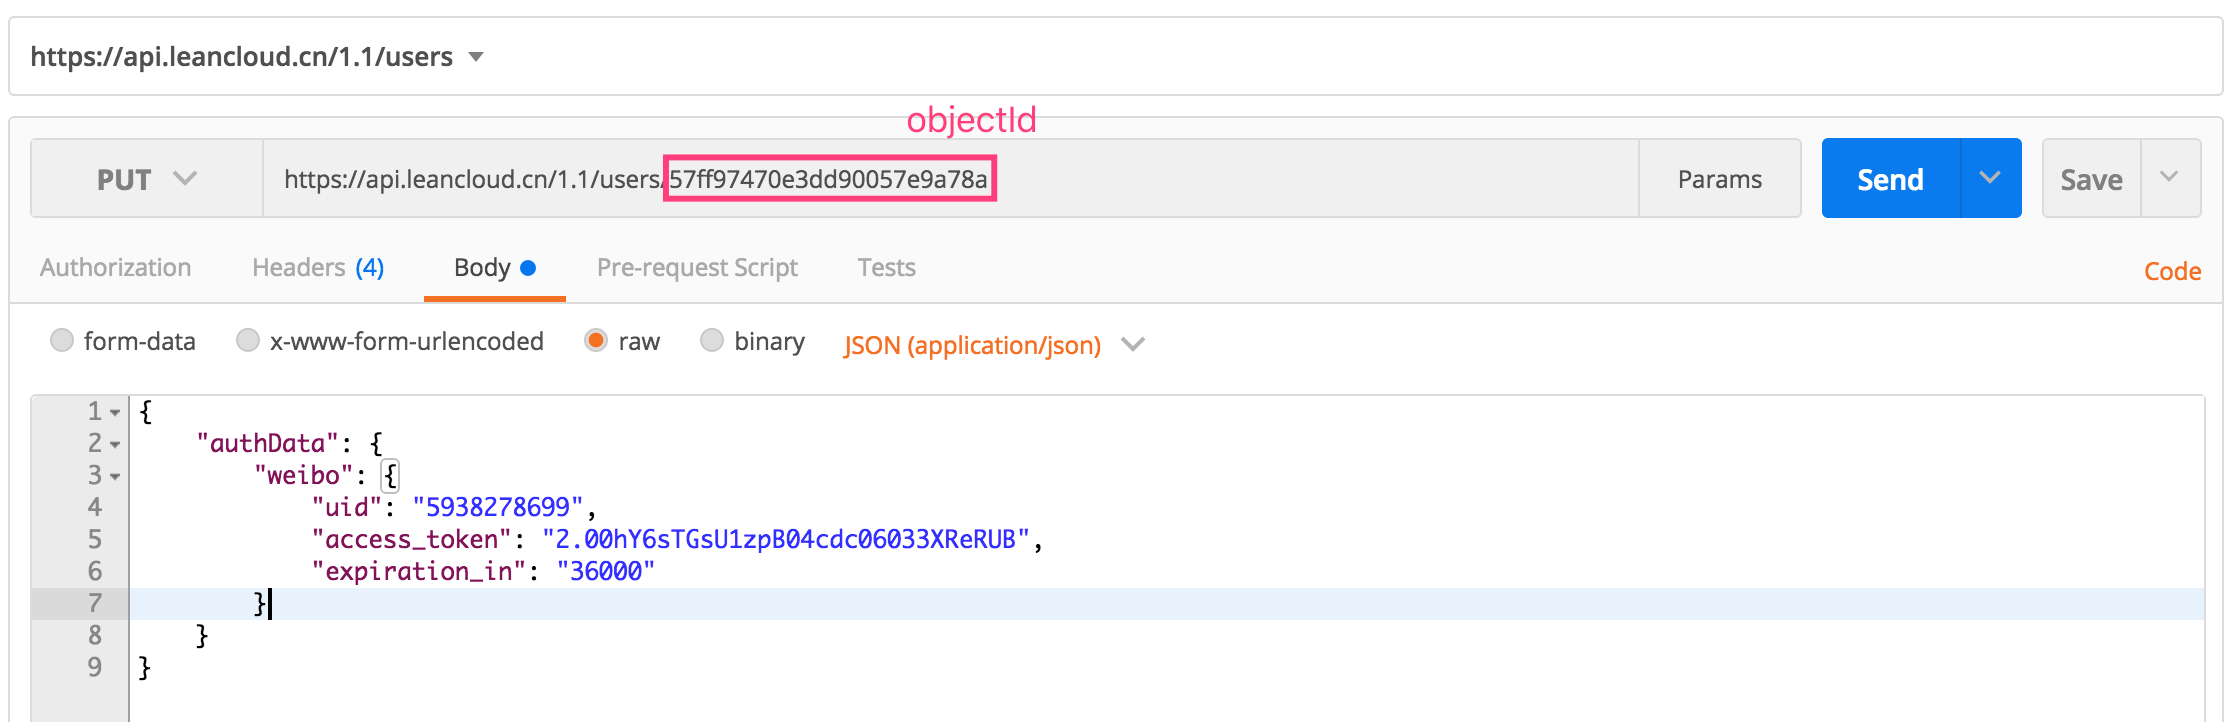 https://api.leancloud.cn/1.1/users
objectId
PUT https://api.leancloud.cn/1.1/users/57ff97470e3dd90057e9a78a Params Send Save
Authorization Headers (4) Body Pre-request Script Tests Code
form-data x-www-form-urlencoded raw binary JSON (application/json)
1 {
2 "authData": {
3 "weibo": {
4 "uid": "5938278699",
5 "access_token": "2.00hY6sTGsU1zpB04cdc06033XReRUB",
6 "expiration_in": "36000"
7 }
8 }
9 }